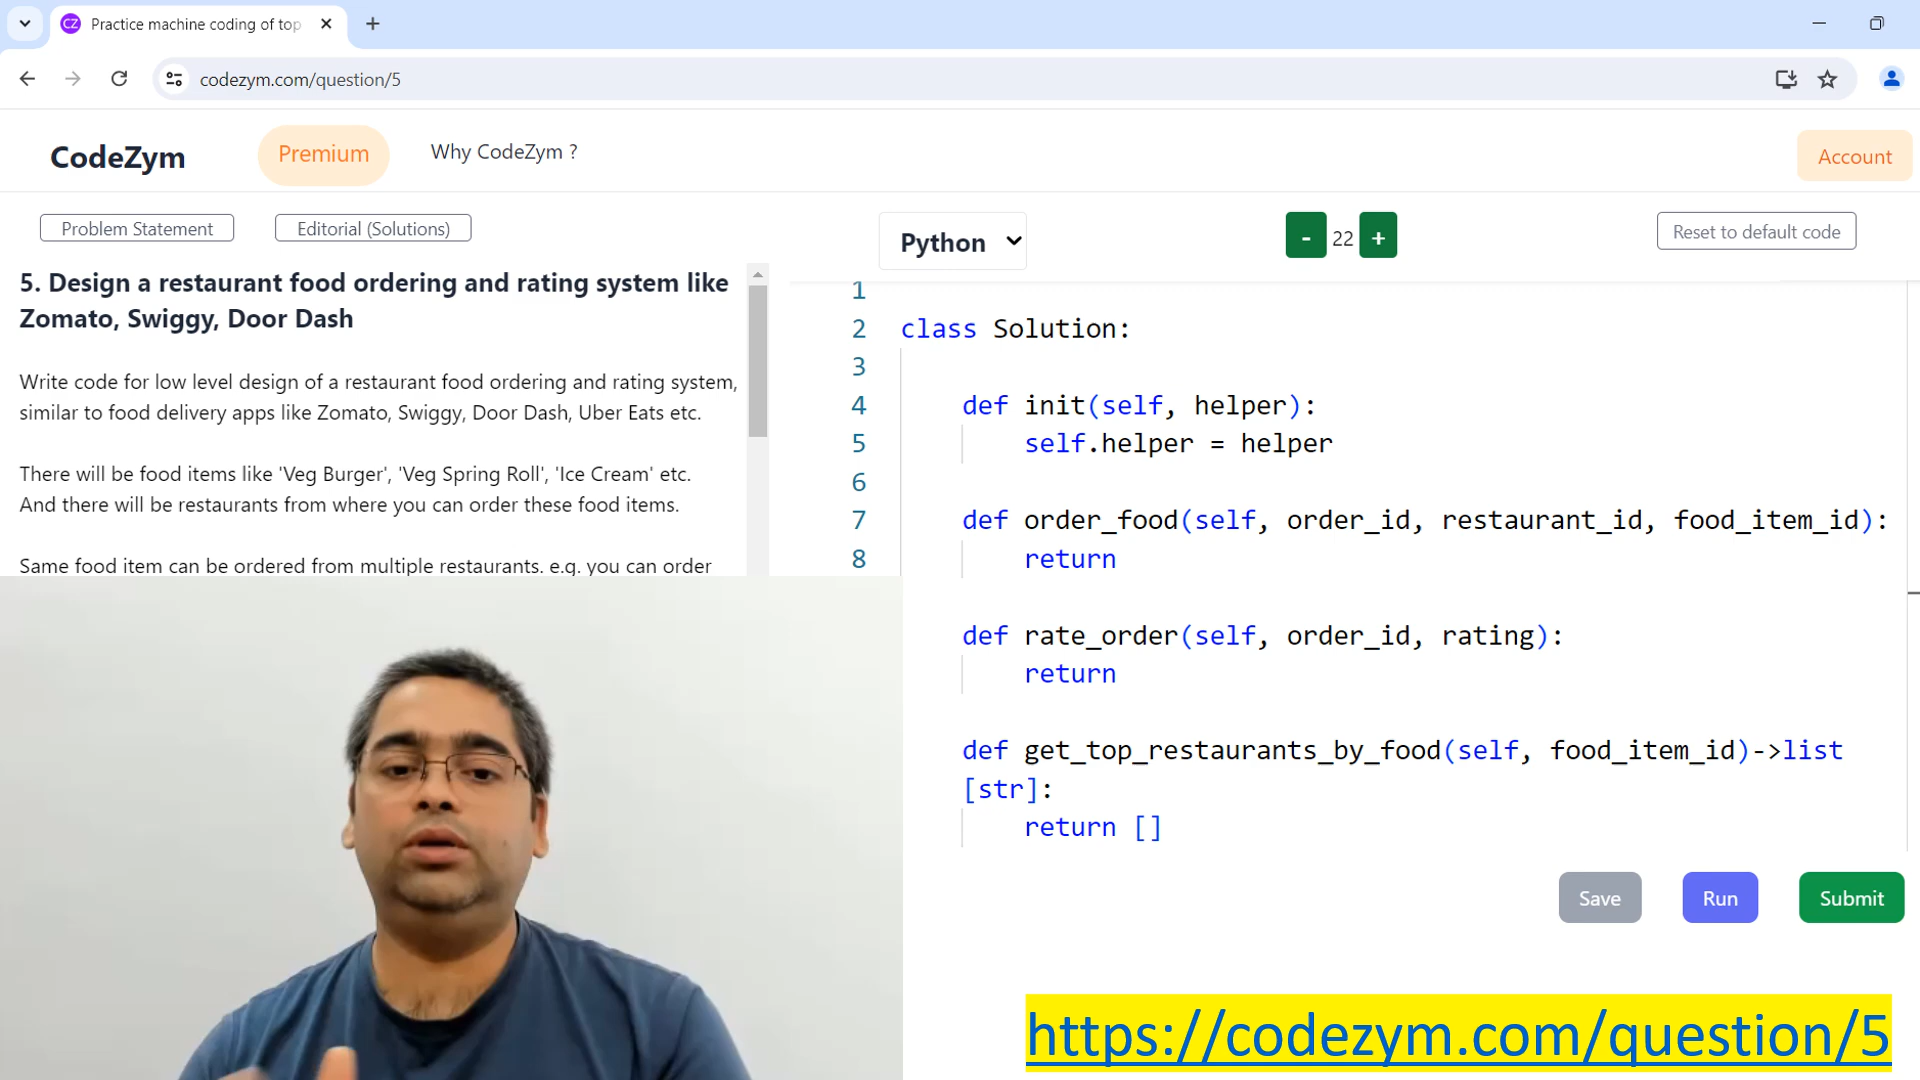 Practice machine coding of top
codezym.com/question/5
CodeZym
Premium
Why CodeZym ?
Account
Problem Statement
Editorial (Solutions)
Python
-
22
+
Reset to default code
5. Design a restaurant food ordering and rating system like
Zomato, Swiggy, Door Dash
Write code for low level design of a restaurant food ordering and rating system,
similar to food delivery apps like Zomato, Swiggy, Door Dash, Uber Eats etc.
There will be food items like 'Veg Burger', 'Veg Spring Roll', 'Ice Cream' etc.
And there will be restaurants from where you can order these food items.
Same food item can be ordered from multiple restaurants. e.g. you can order
1
2 class Solution:
3
4 def init(self, helper):
5 self.helper = helper
6
7 def order_food(self, order_id, restaurant_id, food_item_id):
8 return
def rate_order(self, order_id, rating):
return
def get_top_restaurants_by_food(self, food_item_id)->list
[str]:
return []
Save
Run
Submit
https://codezym.com/question/5